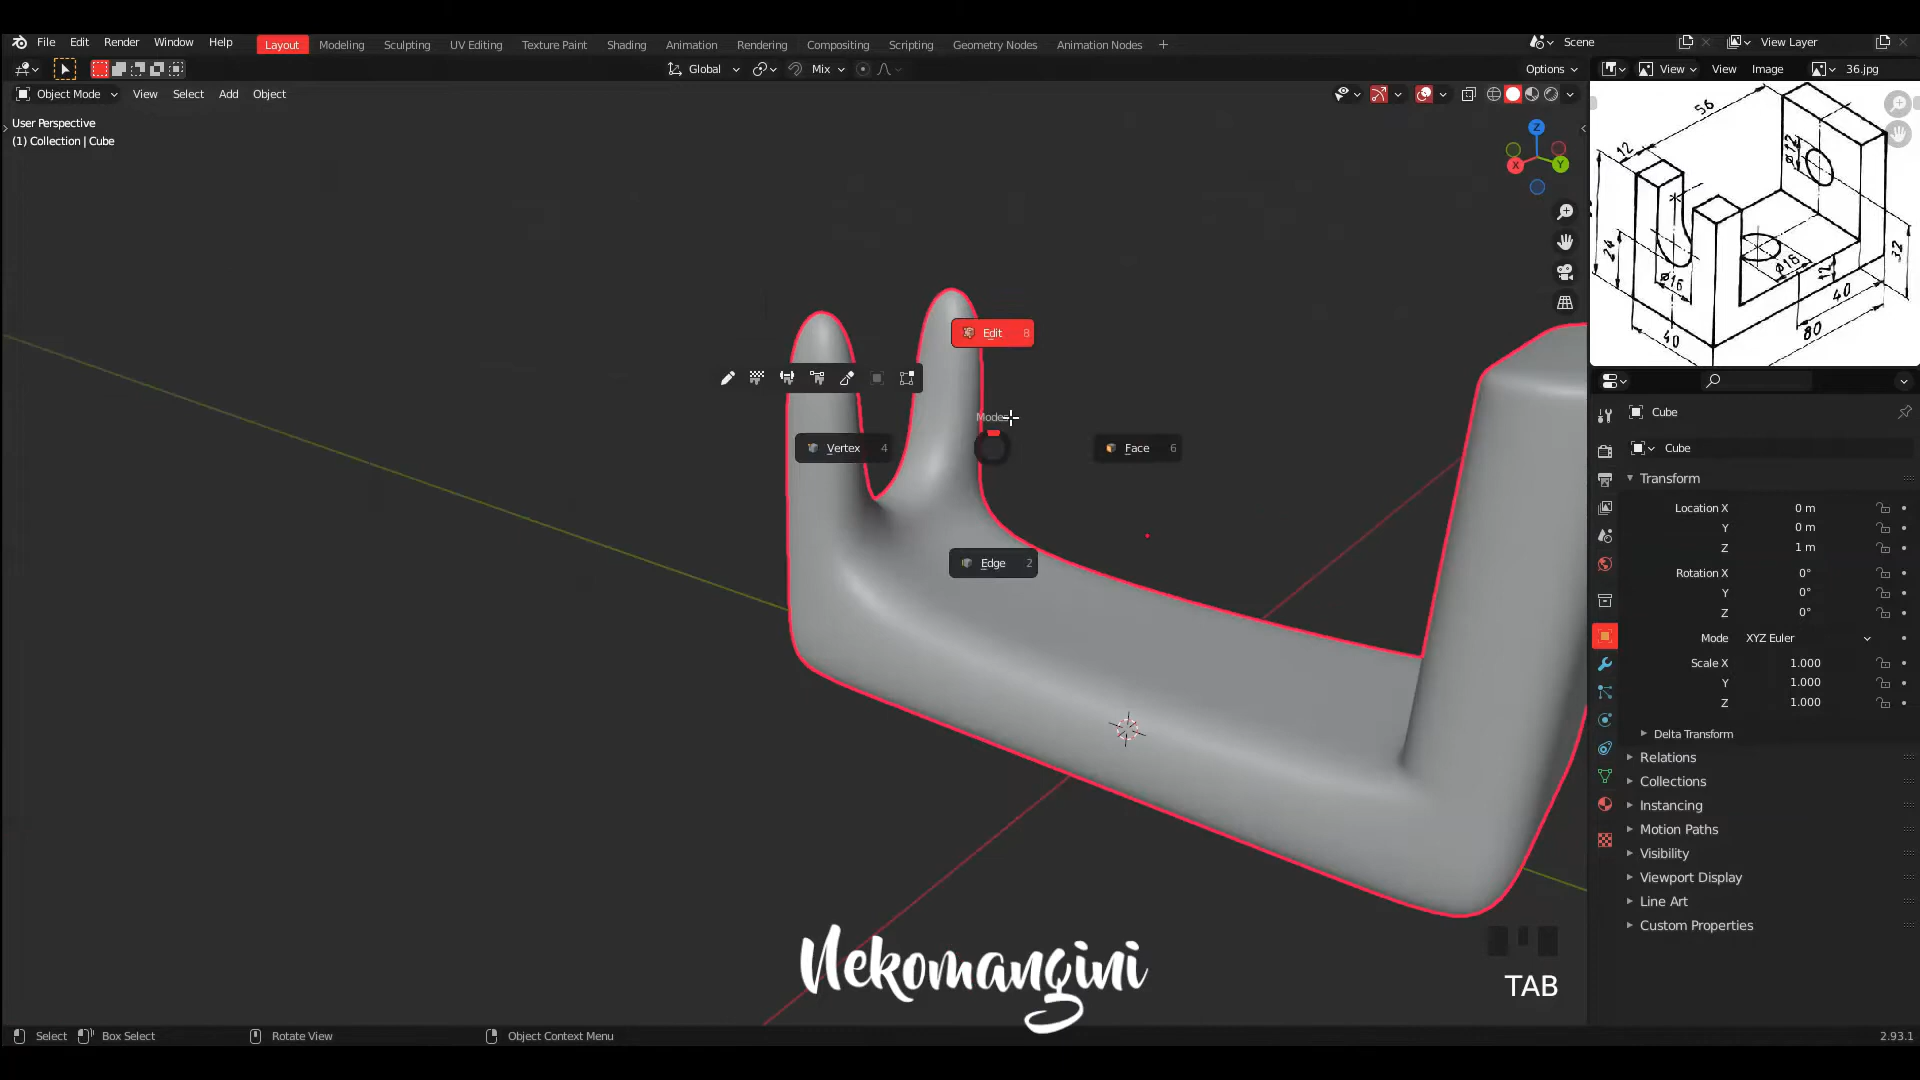 File Edit Render Window Help Layout Modeling Sculpting UV Editing Texture Paint Shading Animation Rendering Compositing Scripting Geometry Nodes Animation Nodes Scene View Layer
Global Mix Options View View Image 36.jpg
Object Mode View Select Add Object
User Perspective
(1) Collection | Cube
Z
X
Y
56
12
ø12
24
ø16
ø16
12
32
40
80
40
Edit 8
Mode
Vertex 4
Face 6
Edge 2
Cube
Cube
Transform
Location X 0 m
Y 0 m
Z 1 m
Rotation X 0°
Y 0°
Z 0°
Mode XYZ Euler
Scale X 1.000
Y 1.000
Z 1.000
Delta Transform
Relations
Collections
Instancing
Motion Paths
Visibility
Viewport Display
Line Art
Custom Properties
Nekomangini
TAB
Select Box Select Rotate View Object Context Menu 2.93.1